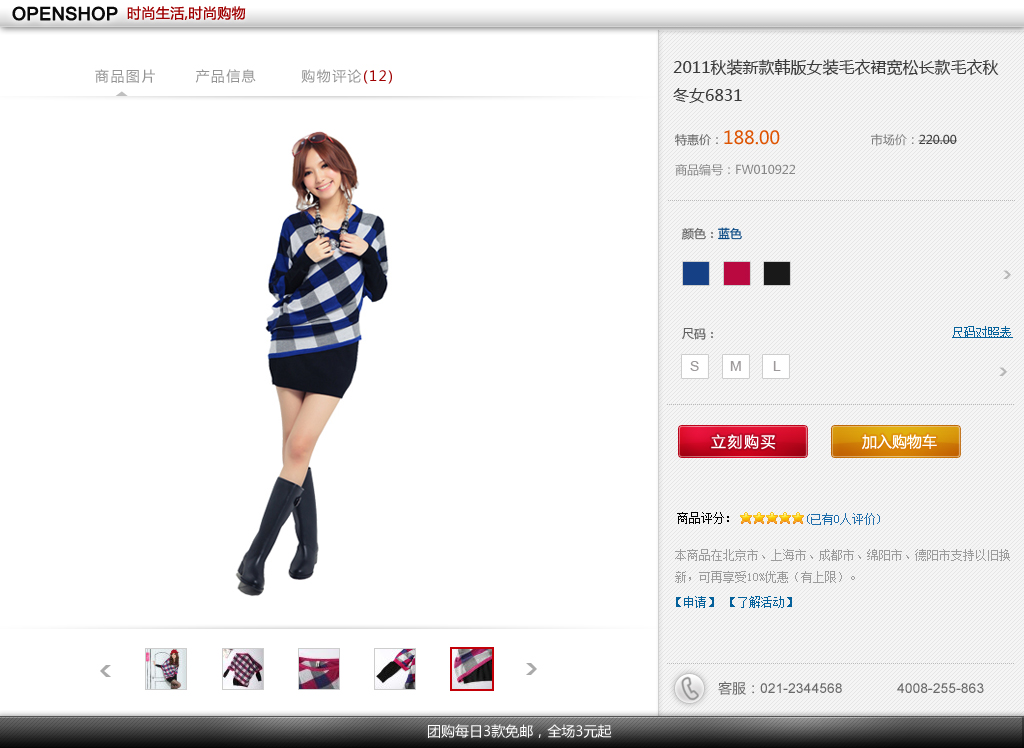 OPENSHOP 时尚生活,时尚购物
商品图片 产品信息 购物评论(12)
2011秋装新款韩版女装毛衣裙宽松长款毛衣秋
冬女6831
特惠价：188.00 市场价：220.00
商品编号：FW010922
颜色：蓝色
尺码： 尺码对照表
S M L
立刻购买 加入购物车
商品评分： (已有0人评价)
本商品在北京市、上海市、成都市、绵阳市、德阳市支持以旧换
新，可再享受10%优惠（有上限）。
【申请】 【了解活动】
客服：021-2344568 4008-255-863
团购每日3款免邮，全场3元起